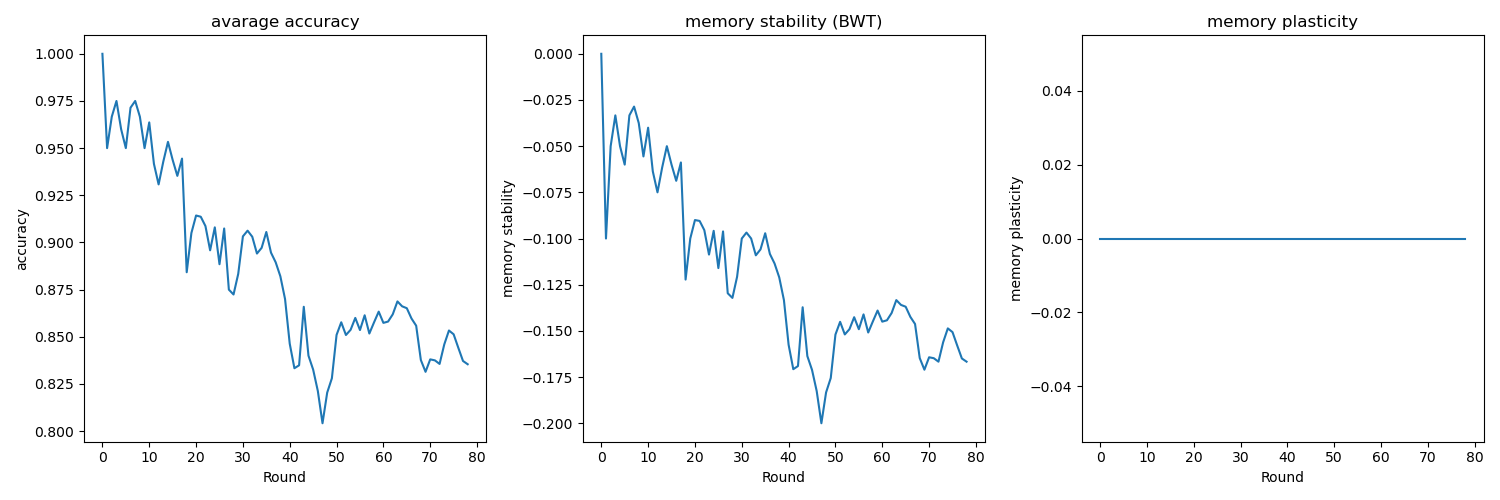 avarage accuracy
accuracy
1.000
0.975
0.950
0.925
0.900
0.875
0.850
0.825
0.800
0 10 20 30 40 50 60 70 80
Round
memory stability (BWT)
memory stability
0.000
−0.025
−0.050
−0.075
−0.100
−0.125
−0.150
−0.175
−0.200
0 10 20 30 40 50 60 70 80
Round
memory plasticity
memory plasticity
0.04
0.02
0.00
−0.02
−0.04
0 10 20 30 40 50 60 70 80
Round